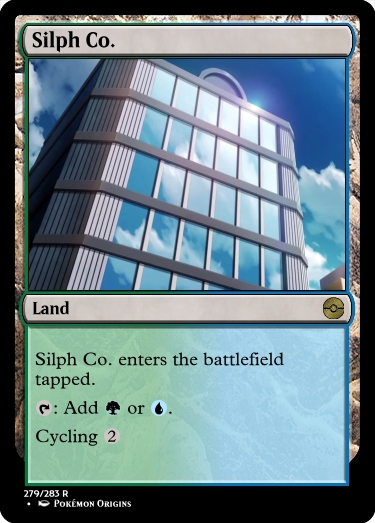 Silph Co.
Land
Silph Co. enters the battlefield
tapped.
: Add or .
Cycling 2
279/283 R
• Pokémon Origins